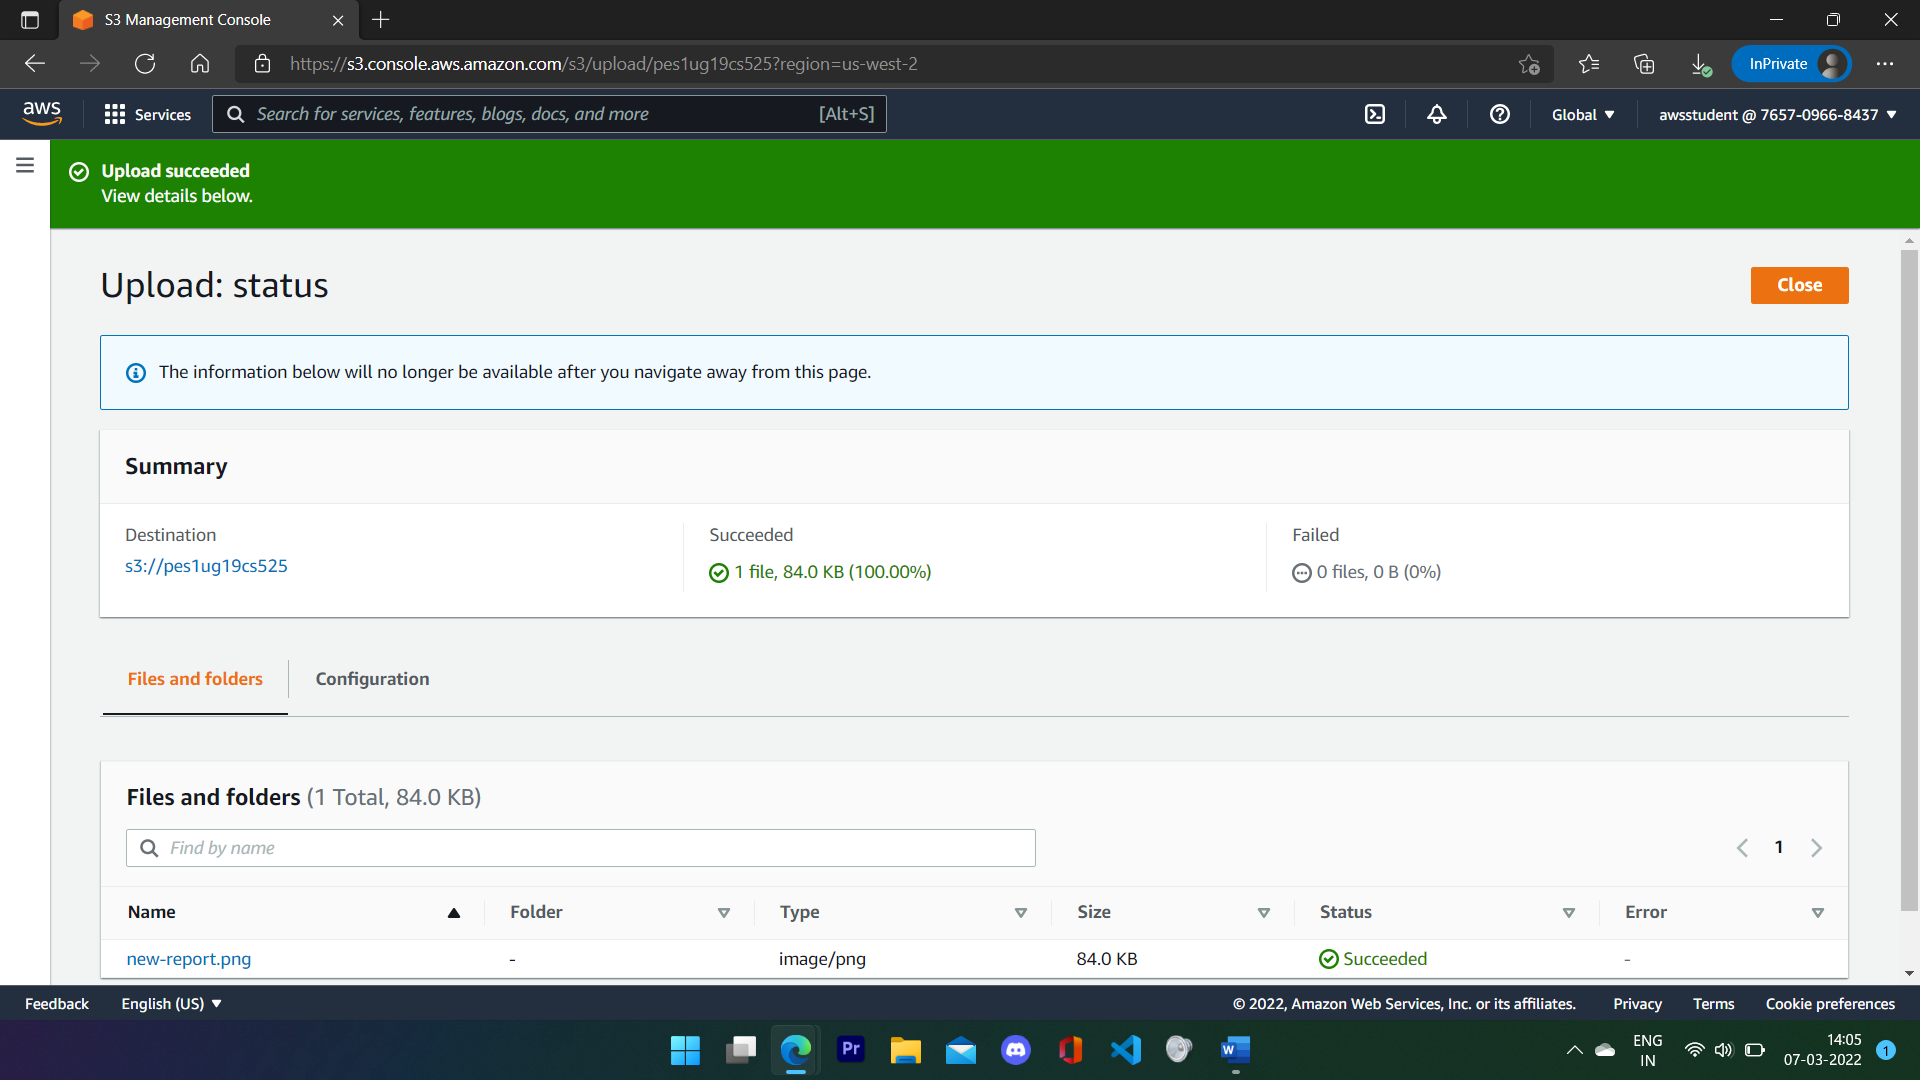 S3 Management Console
https://s3.console.aws.amazon.com/s3/upload/pes1ug19cs525?region=us-west-2
InPrivate
aws
Services
Search for services, features, blogs, docs, and more [Alt+S]
Global
awsstudent @ 7657-0966-8437
Upload succeeded
View details below.
Upload: status
Close
The information below will no longer be available after you navigate away from this page.
Summary
Destination
s3://pes1ug19cs525
Succeeded
1 file, 84.0 KB (100.00%)
Failed
0 files, 0 B (0%)
Files and folders
Configuration
Files and folders (1 Total, 84.0 KB)
Find by name
1
Name Folder Type Size Status Error
new-report.png - image/png 84.0 KB Succeeded -
Feedback English (US)
© 2022, Amazon Web Services, Inc. or its affiliates. Privacy Terms Cookie preferences
Pr
W
ENG
IN
14:05
07-03-2022
1